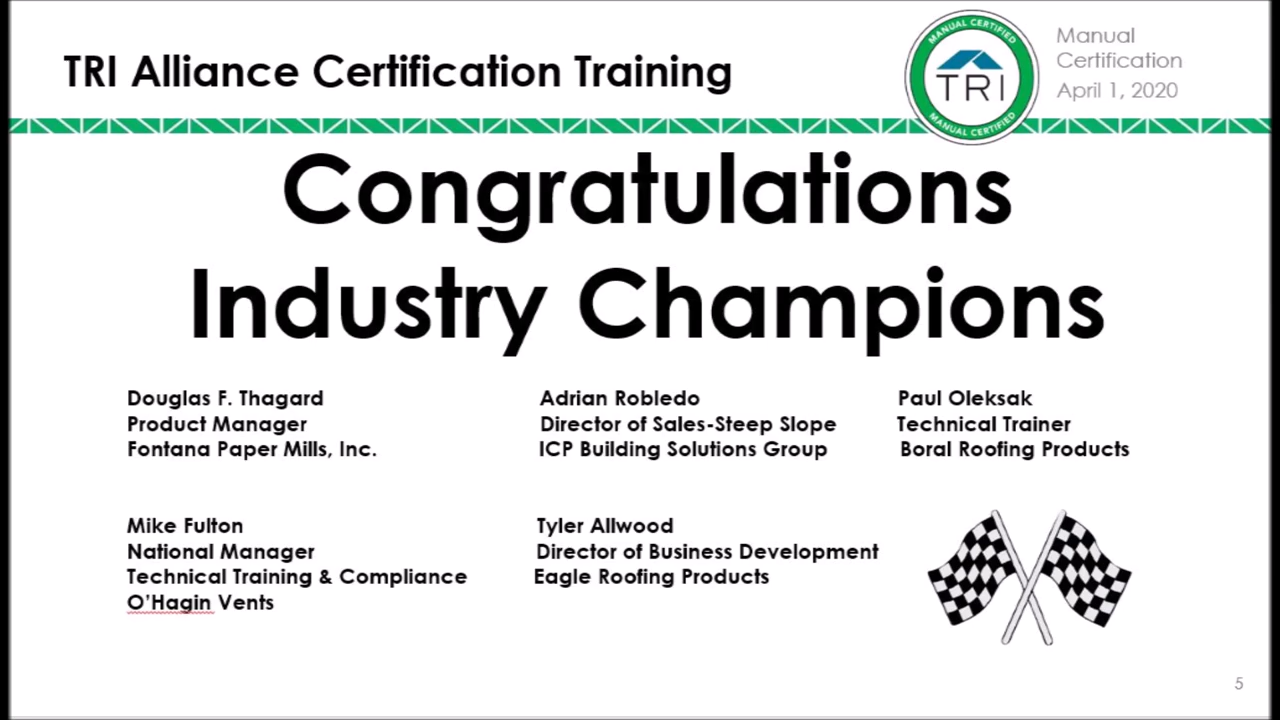 TRI Alliance Certification Training
MANUAL CERTIFIED
TRI
MANUAL CERTIFIED
Manual
Certification
April 1, 2020
Congratulations
Industry Champions
Douglas F. Thagard
Product Manager
Fontana Paper Mills, Inc.
Adrian Robledo
Director of Sales-Steep Slope
ICP Building Solutions Group
Paul Oleksak
Technical Trainer
Boral Roofing Products
Mike Fulton
National Manager
Technical Training & Compliance
O'Hagin Vents
Tyler Allwood
Director of Business Development
Eagle Roofing Products
5